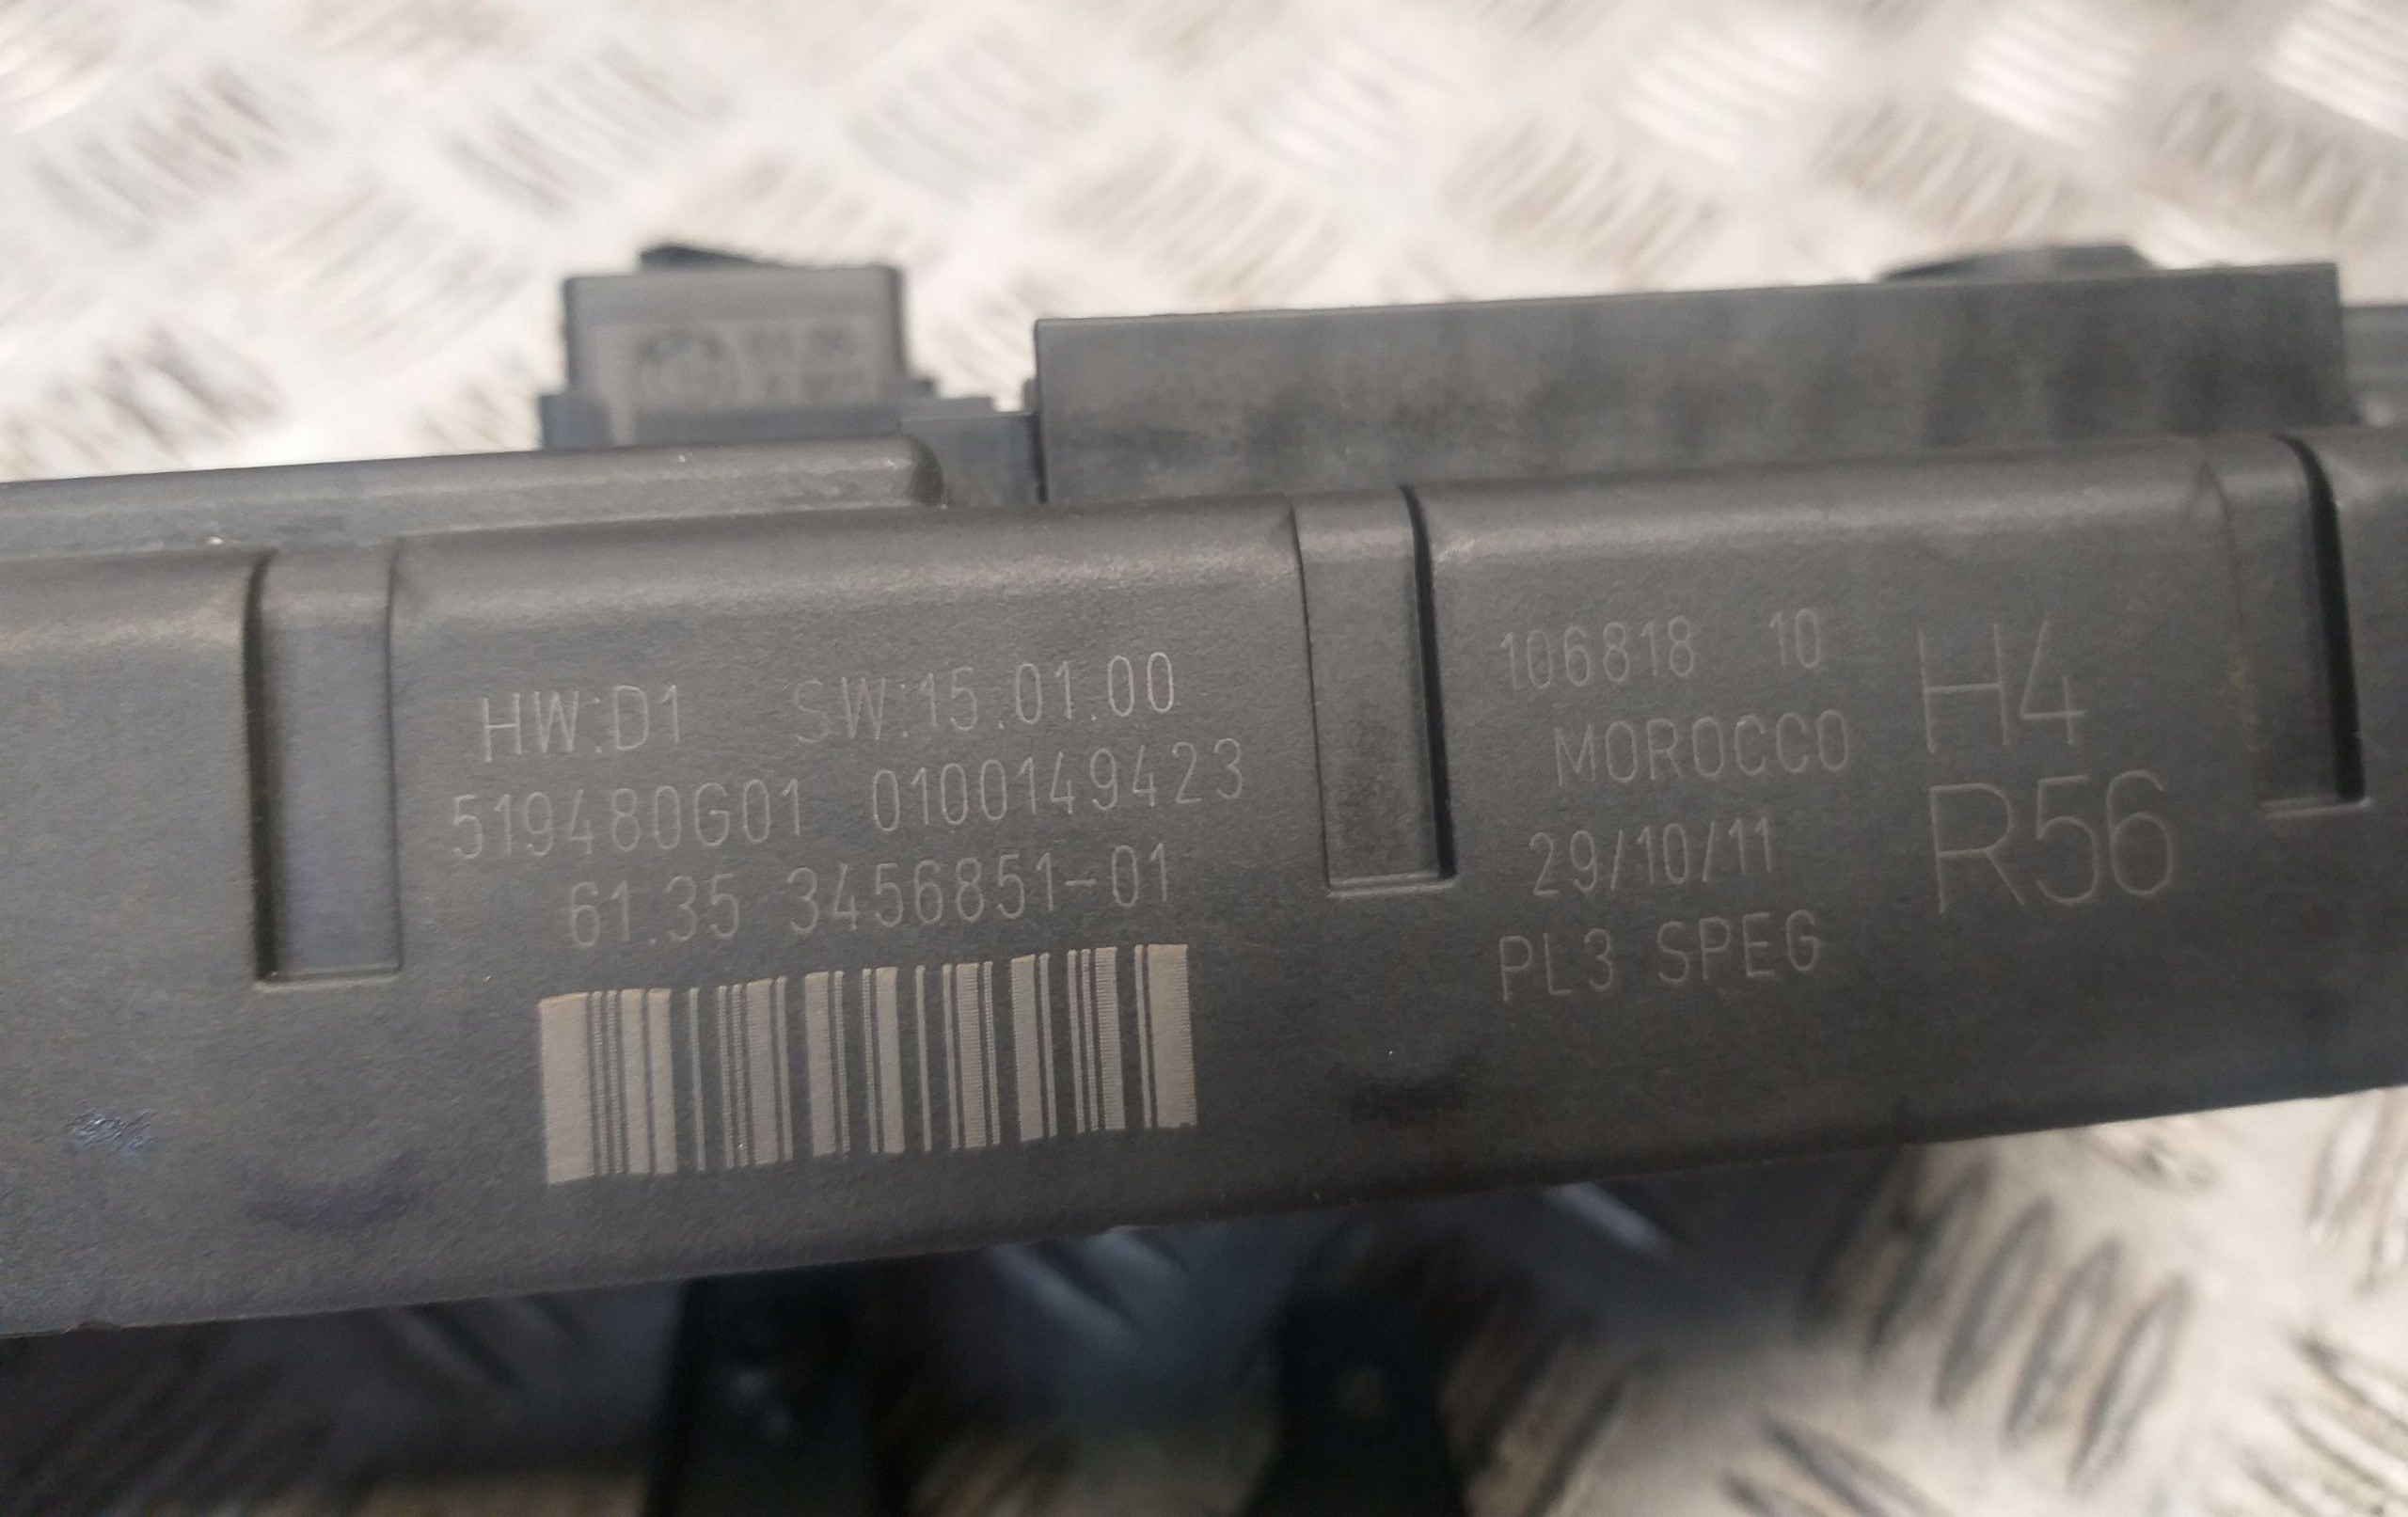 HW:D1 SW:15.01.00
519480G01 0100149423
61.35 3456851-01
106818 10
MOROCCO
29/10/11
PL3 SPEG
H4
R56